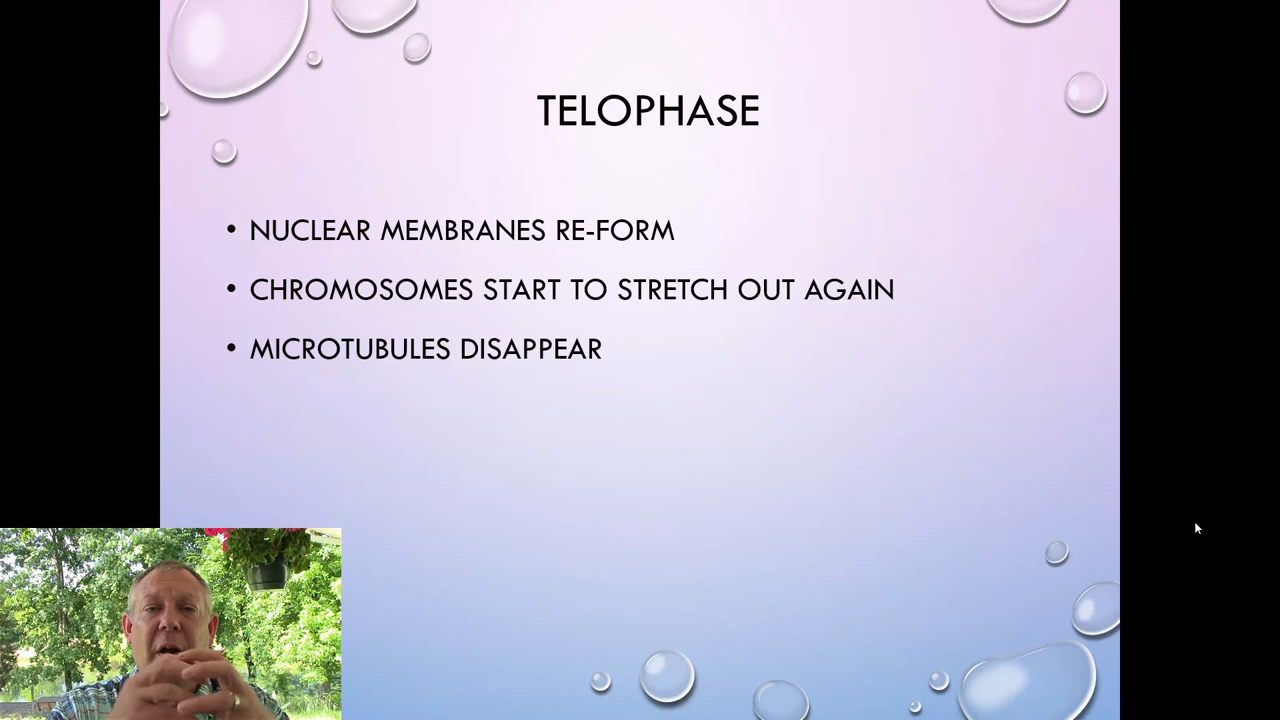 TELOPHASE
• NUCLEAR MEMBRANES RE-FORM
• CHROMOSOMES START TO STRETCH OUT AGAIN
• MICROTUBULES DISAPPEAR